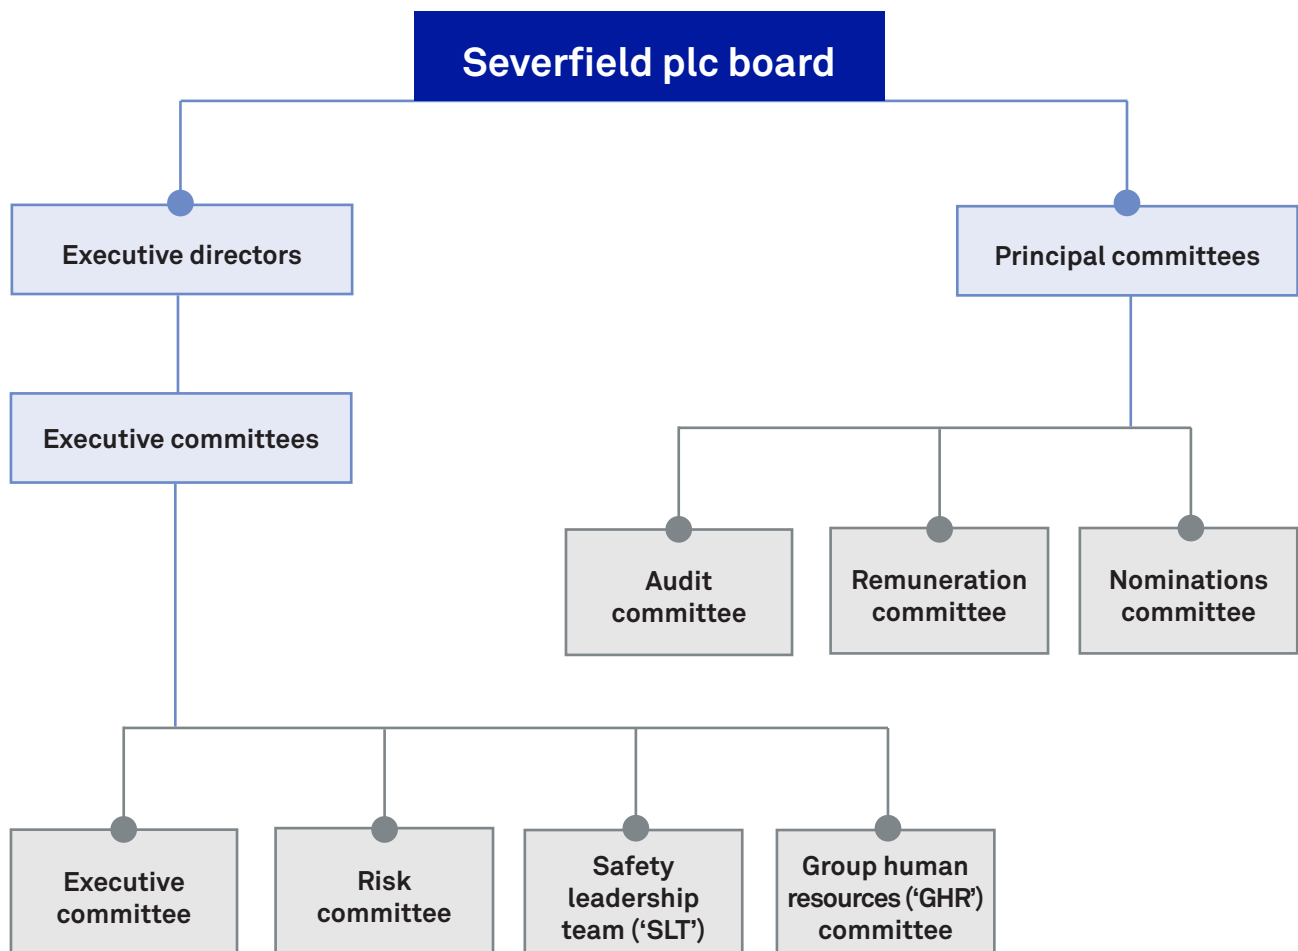 Severfield plc board
Executive directors
Principal committees
Executive committees
Audit
committee
Remuneration
committee
Nominations
committee
Executive
committee
Risk
committee
Safety
leadership
team (‘SLT’)
Group human
resources (‘GHR’)
committee